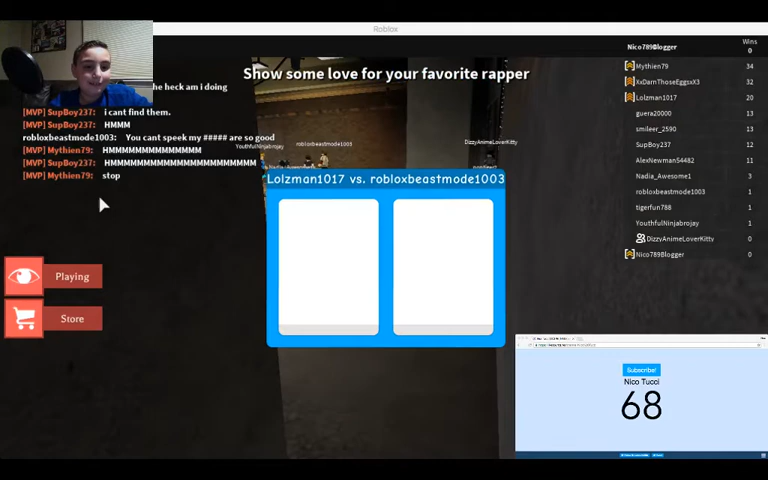 Roblox
Nico789Blogger
Wins
0
Show some love for your favorite rapper
he heck am i doing
[MVP] SupBoy237: i cant find them.
[MVP] SupBoy237: HMMM
robloxbeastmode1003: You cant speek my ##### are so good
[MVP] Mythien79: HMMMMMMMMMMMMMMM
[MVP] SupBoy237: HMMMMMMMMMMMMMMMMMMMMMMM
[MVP] Mythien79: stop
YouthfulNinjabrojay
robloxbeastmode1003
DizzyAnimeLoverKitty
Lolzman1017 vs. robloxbeastmode1003
Playing
Store
Mythien79 34
XxDarnThoseEggsxX3 32
Lolzman1017 20
guera20000 13
smileer_2590 13
SupBoy237 12
AlexNewman54482 11
Nadia_Awesome1 3
robloxbeastmode1003 1
tigerfun788 1
YouthfulNinjabrojay 1
DizzyAnimeLoverKitty 0
Nico789Blogger 0
Subscribe!
Nico Tucci
68